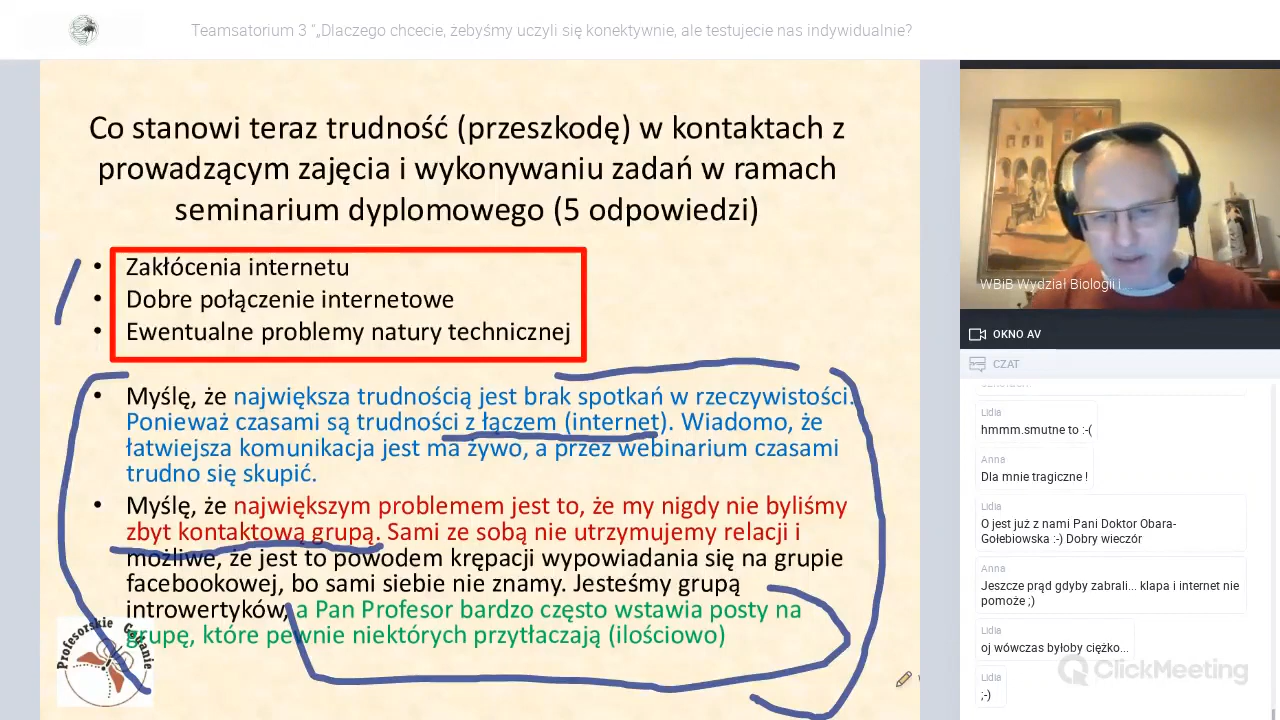 Teamsatorium 3 "„Dlaczego chcecie, żebyśmy uczyli się konektywnie, ale testujecie nas indywidualnie?
Co stanowi teraz trudność (przeszkodę) w kontaktach z
prowadzącym zajęcia i wykonywaniu zadań w ramach
seminarium dyplomowego (5 odpowiedzi)
• Zakłócenia internetu
• Dobre połączenie internetowe
• Ewentualne problemy natury technicznej
• Myślę, że największa trudnością jest brak spotkań w rzeczywistości.
Ponieważ czasami są trudności z łączem (internet). Wiadomo, że
łatwiejsza komunikacja jest ma żywo, a przez webinarium czasami
trudno się skupić.
• Myślę, że największym problemem jest to, że my nigdy nie byliśmy
zbyt kontaktową grupą. Sami ze sobą nie utrzymujemy relacji i
możliwe, że jest to powodem krępacji wypowiadania się na grupie
facebookowej, bo sami siebie nie znamy. Jesteśmy grupą
introwertyków, a Pan Profesor bardzo często wstawia posty na
grupę, które pewnie niektórych przytłaczają (ilościowo)
Profesorskie Gadanie
WBiB Wydział Biologii i...
OKNO AV
CZAT
Lidia
hmmm.smutne to :-(
Anna
Dla mnie tragiczne !
Lidia
O jest już z nami Pani Doktor Obara-
Gołebiowska :-) Dobry wieczór
Anna
Jeszcze prąd gdyby zabrali... klapa i internet nie
pomoże ;)
Lidia
oj wówczas byłoby ciężko...
Lidia
;-)
ClickMeeting